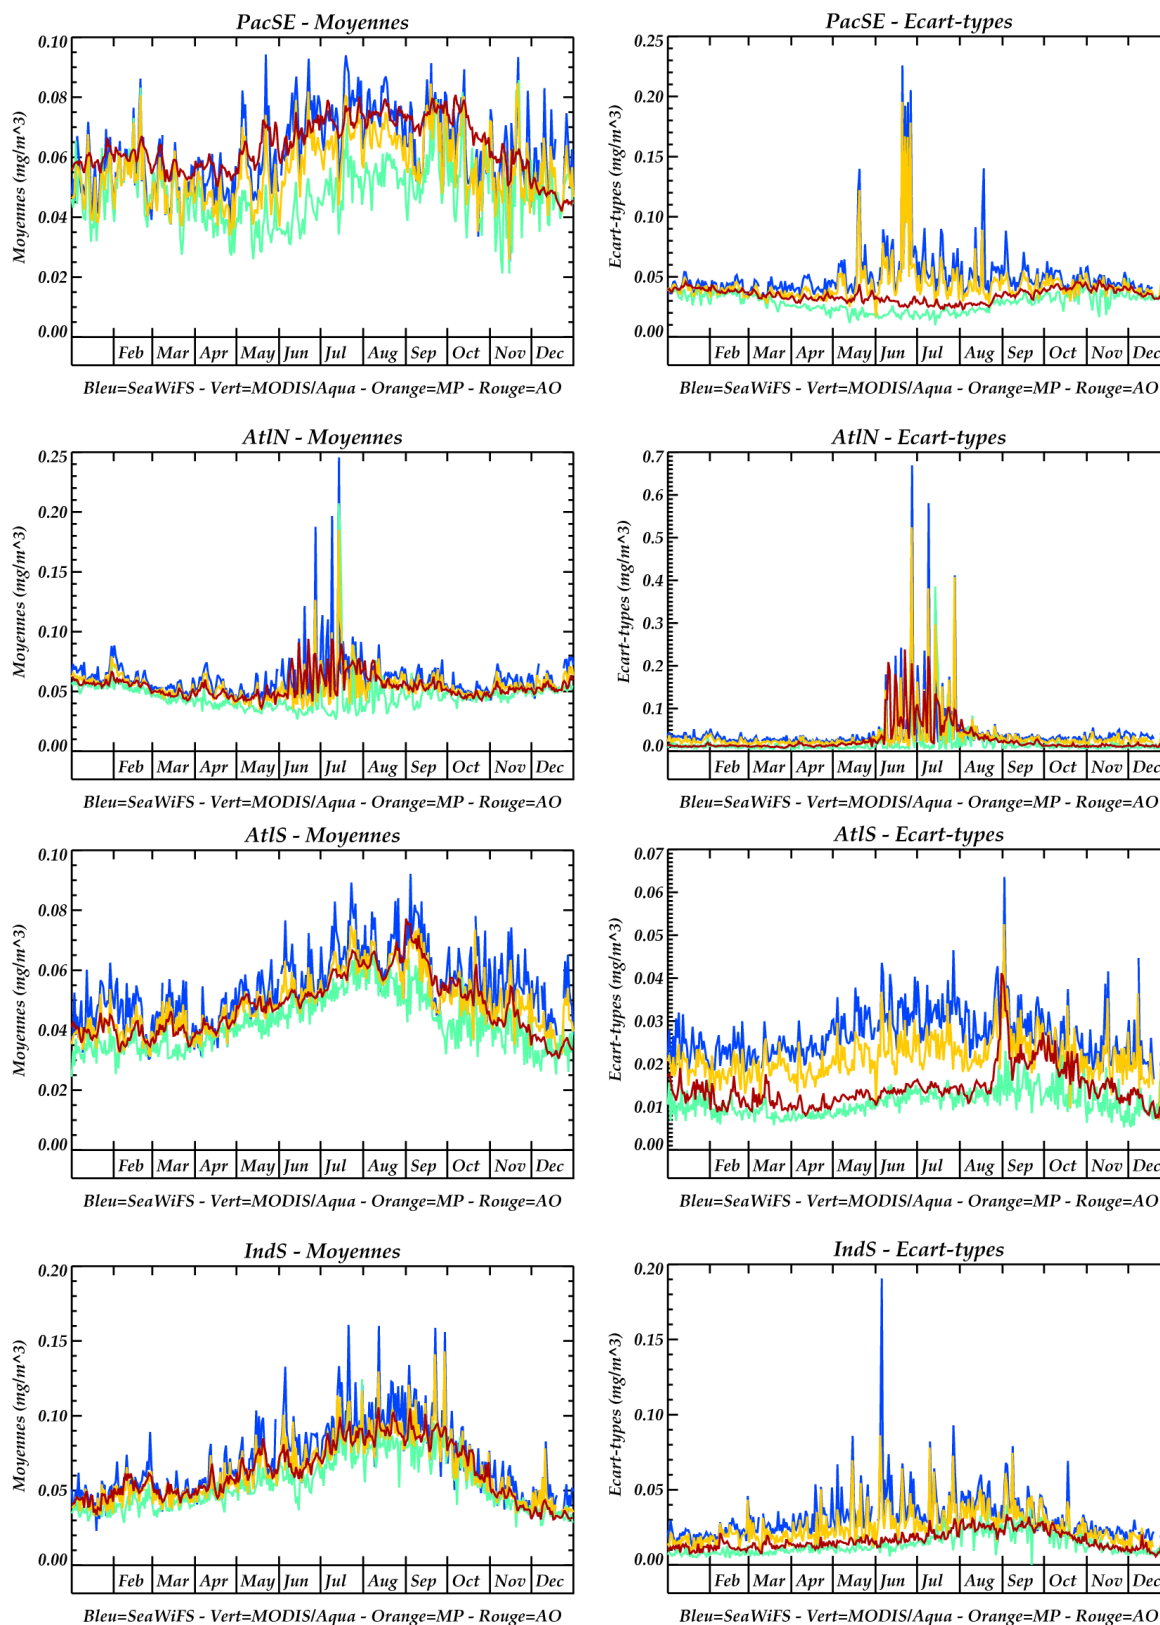 PacSE - Moyennes
Moyennes (mg/m^3)
0.10
0.08
0.06
0.04
0.02
0.00
Feb Mar Apr May Jun Jul Aug Sep Oct Nov Dec
Bleu=SeaWiFS - Vert=MODIS/Aqua - Orange=MP - Rouge=AO
PacSE - Ecart-types
Ecart-types (mg/m^3)
0.25
0.20
0.15
0.10
0.05
0.00
Feb Mar Apr May Jun Jul Aug Sep Oct Nov Dec
Bleu=SeaWiFS - Vert=MODIS/Aqua - Orange=MP - Rouge=AO
AtlN - Moyennes
Moyennes (mg/m^3)
0.25
0.20
0.15
0.10
0.05
0.00
Feb Mar Apr May Jun Jul Aug Sep Oct Nov Dec
Bleu=SeaWiFS - Vert=MODIS/Aqua - Orange=MP - Rouge=AO
AtlN - Ecart-types
Ecart-types (mg/m^3)
0.7
0.6
0.5
0.4
0.3
0.2
0.1
0.0
Feb Mar Apr May Jun Jul Aug Sep Oct Nov Dec
Bleu=SeaWiFS - Vert=MODIS/Aqua - Orange=MP - Rouge=AO
AtlS - Moyennes
Moyennes (mg/m^3)
0.10
0.08
0.06
0.04
0.02
0.00
Feb Mar Apr May Jun Jul Aug Sep Oct Nov Dec
Bleu=SeaWiFS - Vert=MODIS/Aqua - Orange=MP - Rouge=AO
AtlS - Ecart-types
Ecart-types (mg/m^3)
0.07
0.06
0.05
0.04
0.03
0.02
0.01
0.00
Feb Mar Apr May Jun Jul Aug Sep Oct Nov Dec
Bleu=SeaWiFS - Vert=MODIS/Aqua - Orange=MP - Rouge=AO
IndS - Moyennes
Moyennes (mg/m^3)
0.20
0.15
0.10
0.05
0.00
Feb Mar Apr May Jun Jul Aug Sep Oct Nov Dec
Bleu=SeaWiFS - Vert=MODIS/Aqua - Orange=MP - Rouge=AO
IndS - Ecart-types
Ecart-types (mg/m^3)
0.20
0.15
0.10
0.05
0.00
Feb Mar Apr May Jun Jul Aug Sep Oct Nov Dec
Bleu=SeaWiFS - Vert=MODIS/Aqua - Orange=MP - Rouge=AO